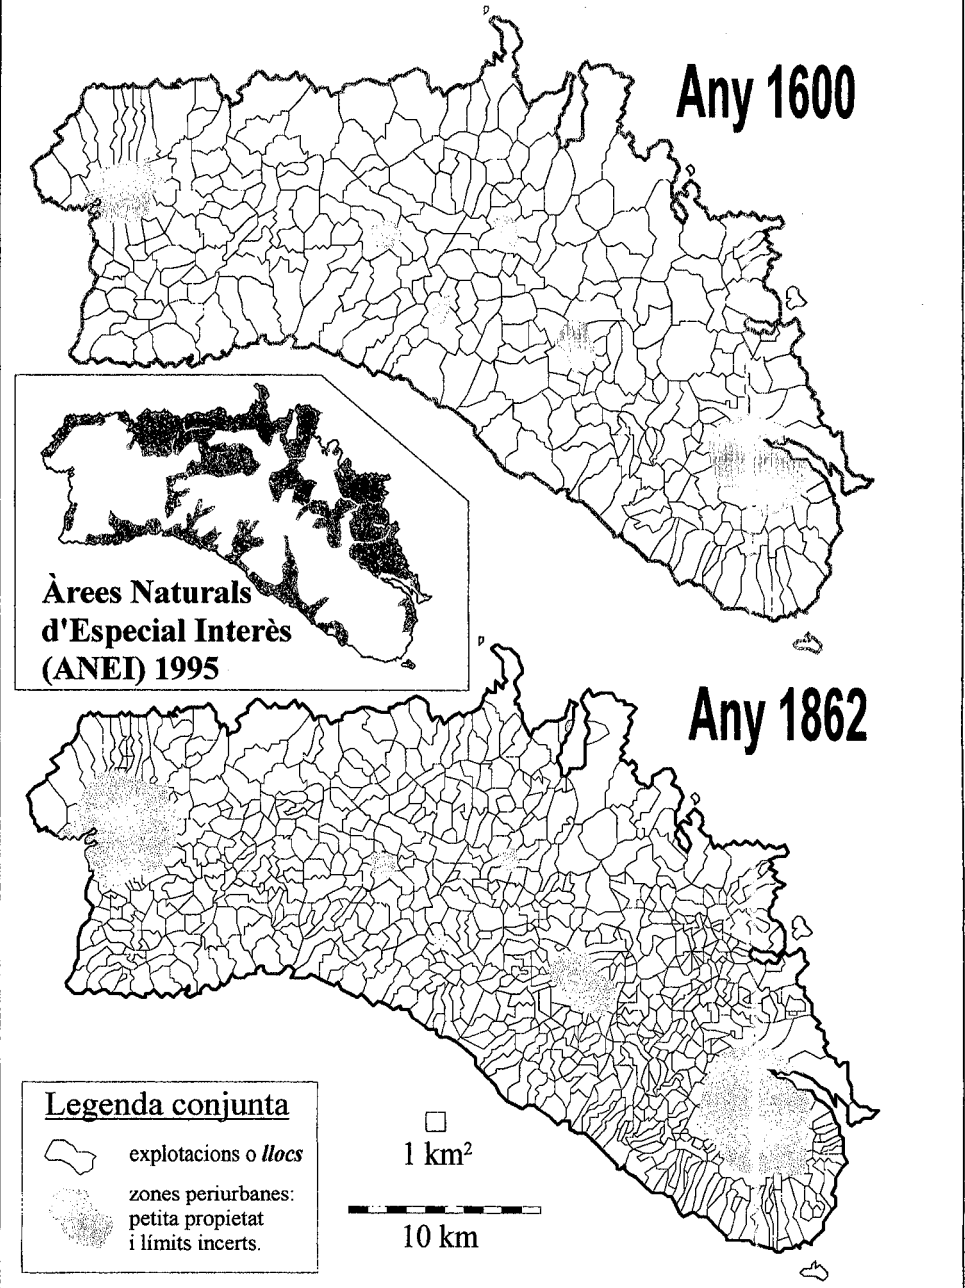 Any 1600
Àrees Naturals
d'Especial Interès
(ANEI) 1995
Any 1862
Legenda conjunta
explotacions o llocs
zones periurbanes:
petita propietat
i límits incerts.
1 km²
10 km